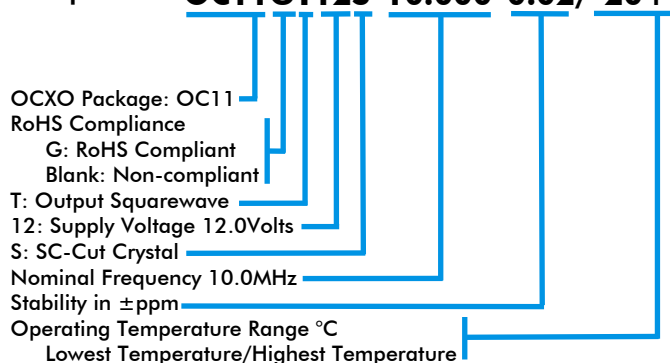 OCXO Package: OC11
RoHS Compliance
G: RoHS Compliant
Blank: Non-compliant
T: Output Squarewave
12: Supply Voltage 12.0Volts
S: SC-Cut Crystal
Nominal Frequency 10.0MHz
Stability in ±ppm
Operating Temperature Range °C
Lowest Temperature/Highest Temperature